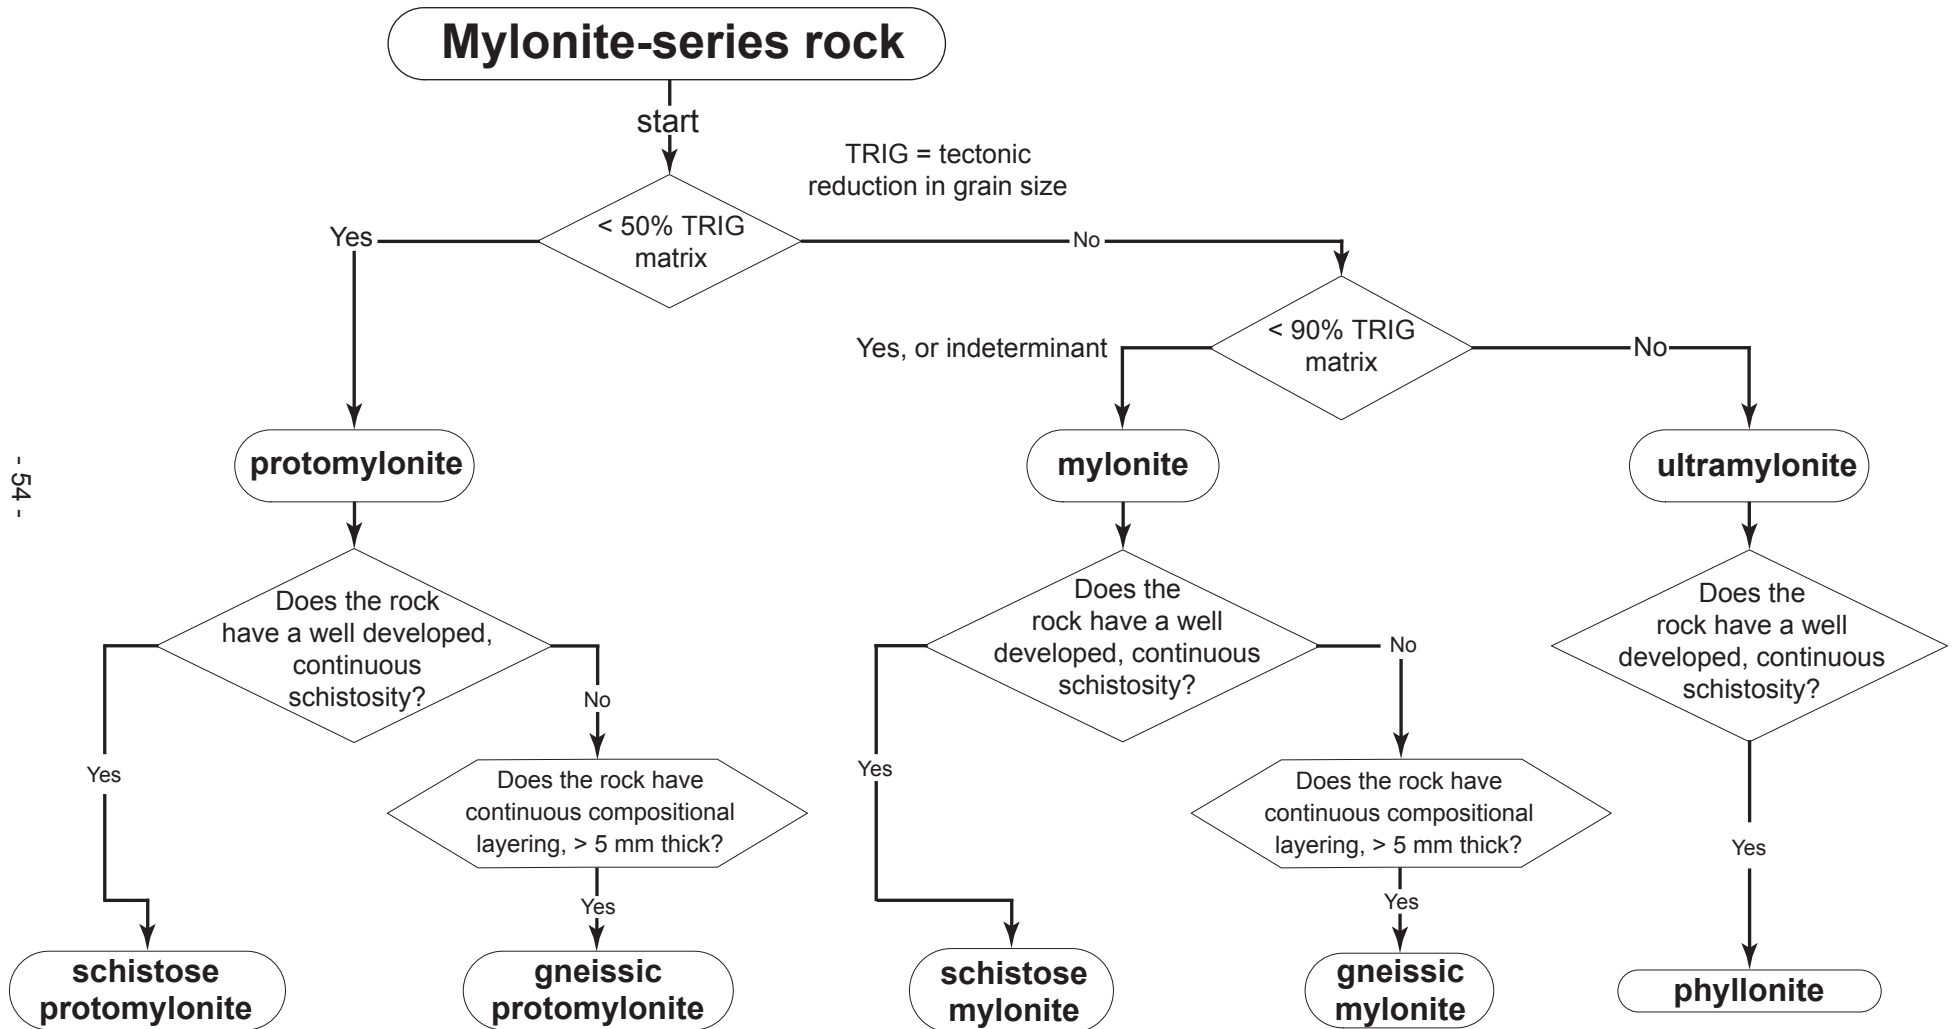 Mylonite-series rock
start
TRIG = tectonic
reduction in grain size
< 50% TRIG
matrix
Yes
No
< 90% TRIG
matrix
Yes, or indeterminant
No
protomylonite
mylonite
ultramylonite
- 54 -
Does the rock
have a well developed,
continuous
schistosity?
Does the
rock have a well
developed, continuous
schistosity?
Does the
rock have a well
developed, continuous
schistosity?
No
No
Yes
Yes
Does the rock have
continuous compositional
layering, > 5 mm thick?
Does the rock have
continuous compositional
layering, > 5 mm thick?
Yes
Yes
Yes
schistose
protomylonite
gneissic
protomylonite
schistose
mylonite
gneissic
mylonite
phyllonite